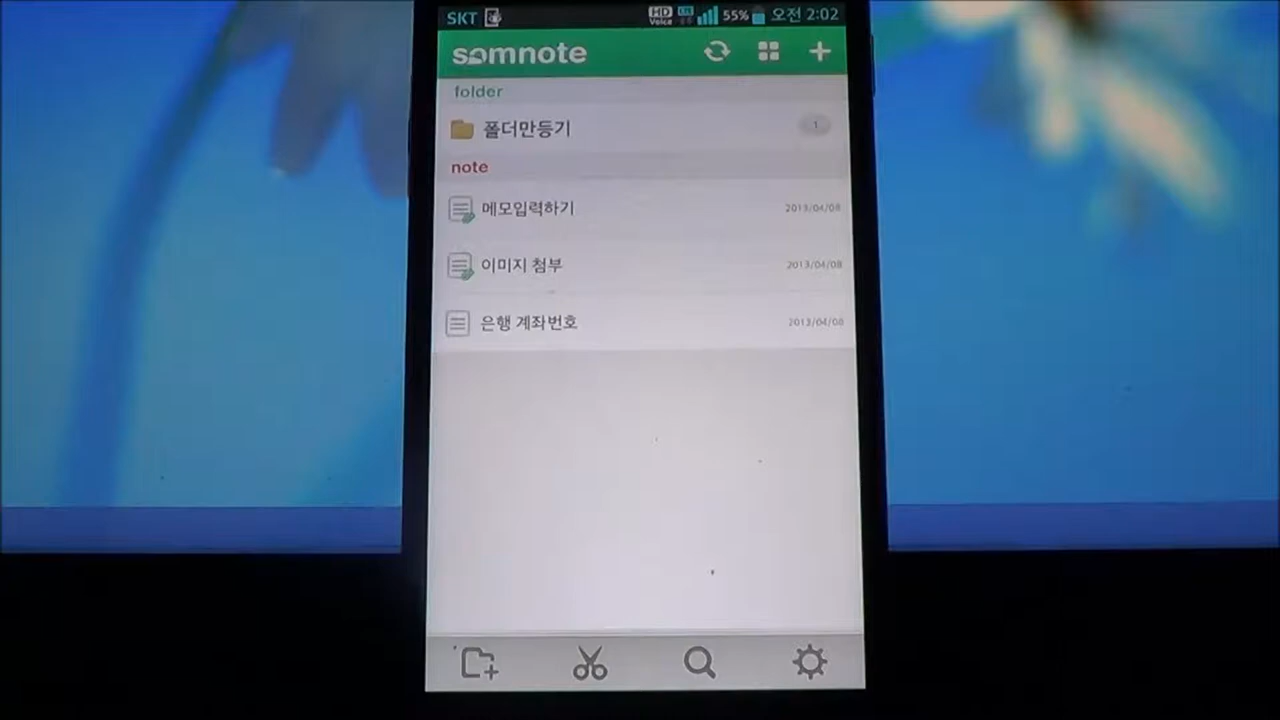 SKT HD Voice LTE 55% 오전 2:02
somnote
folder
폴더만들기 1
note
메모입력하기 2013/04/08
이미지 첨부 2013/04/08
은행 계좌번호 2013/04/08